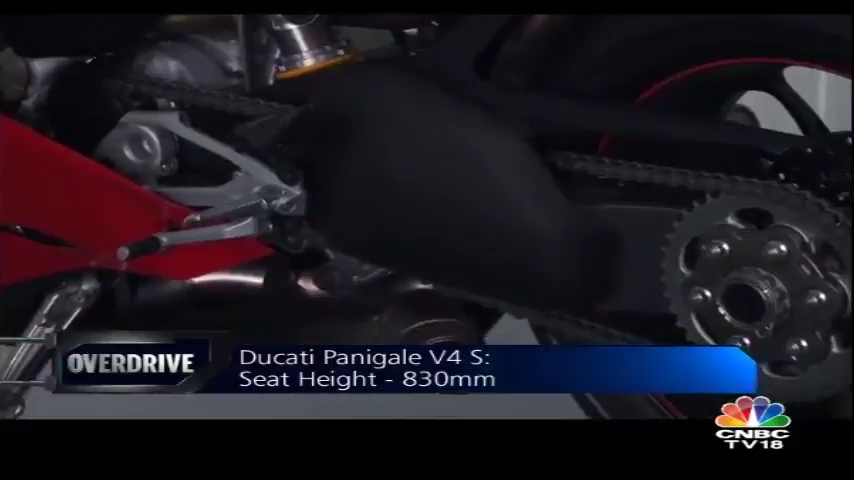 OVERDRIVE
Ducati Panigale V4 S:
Seat Height - 830mm
CNBC
TV18